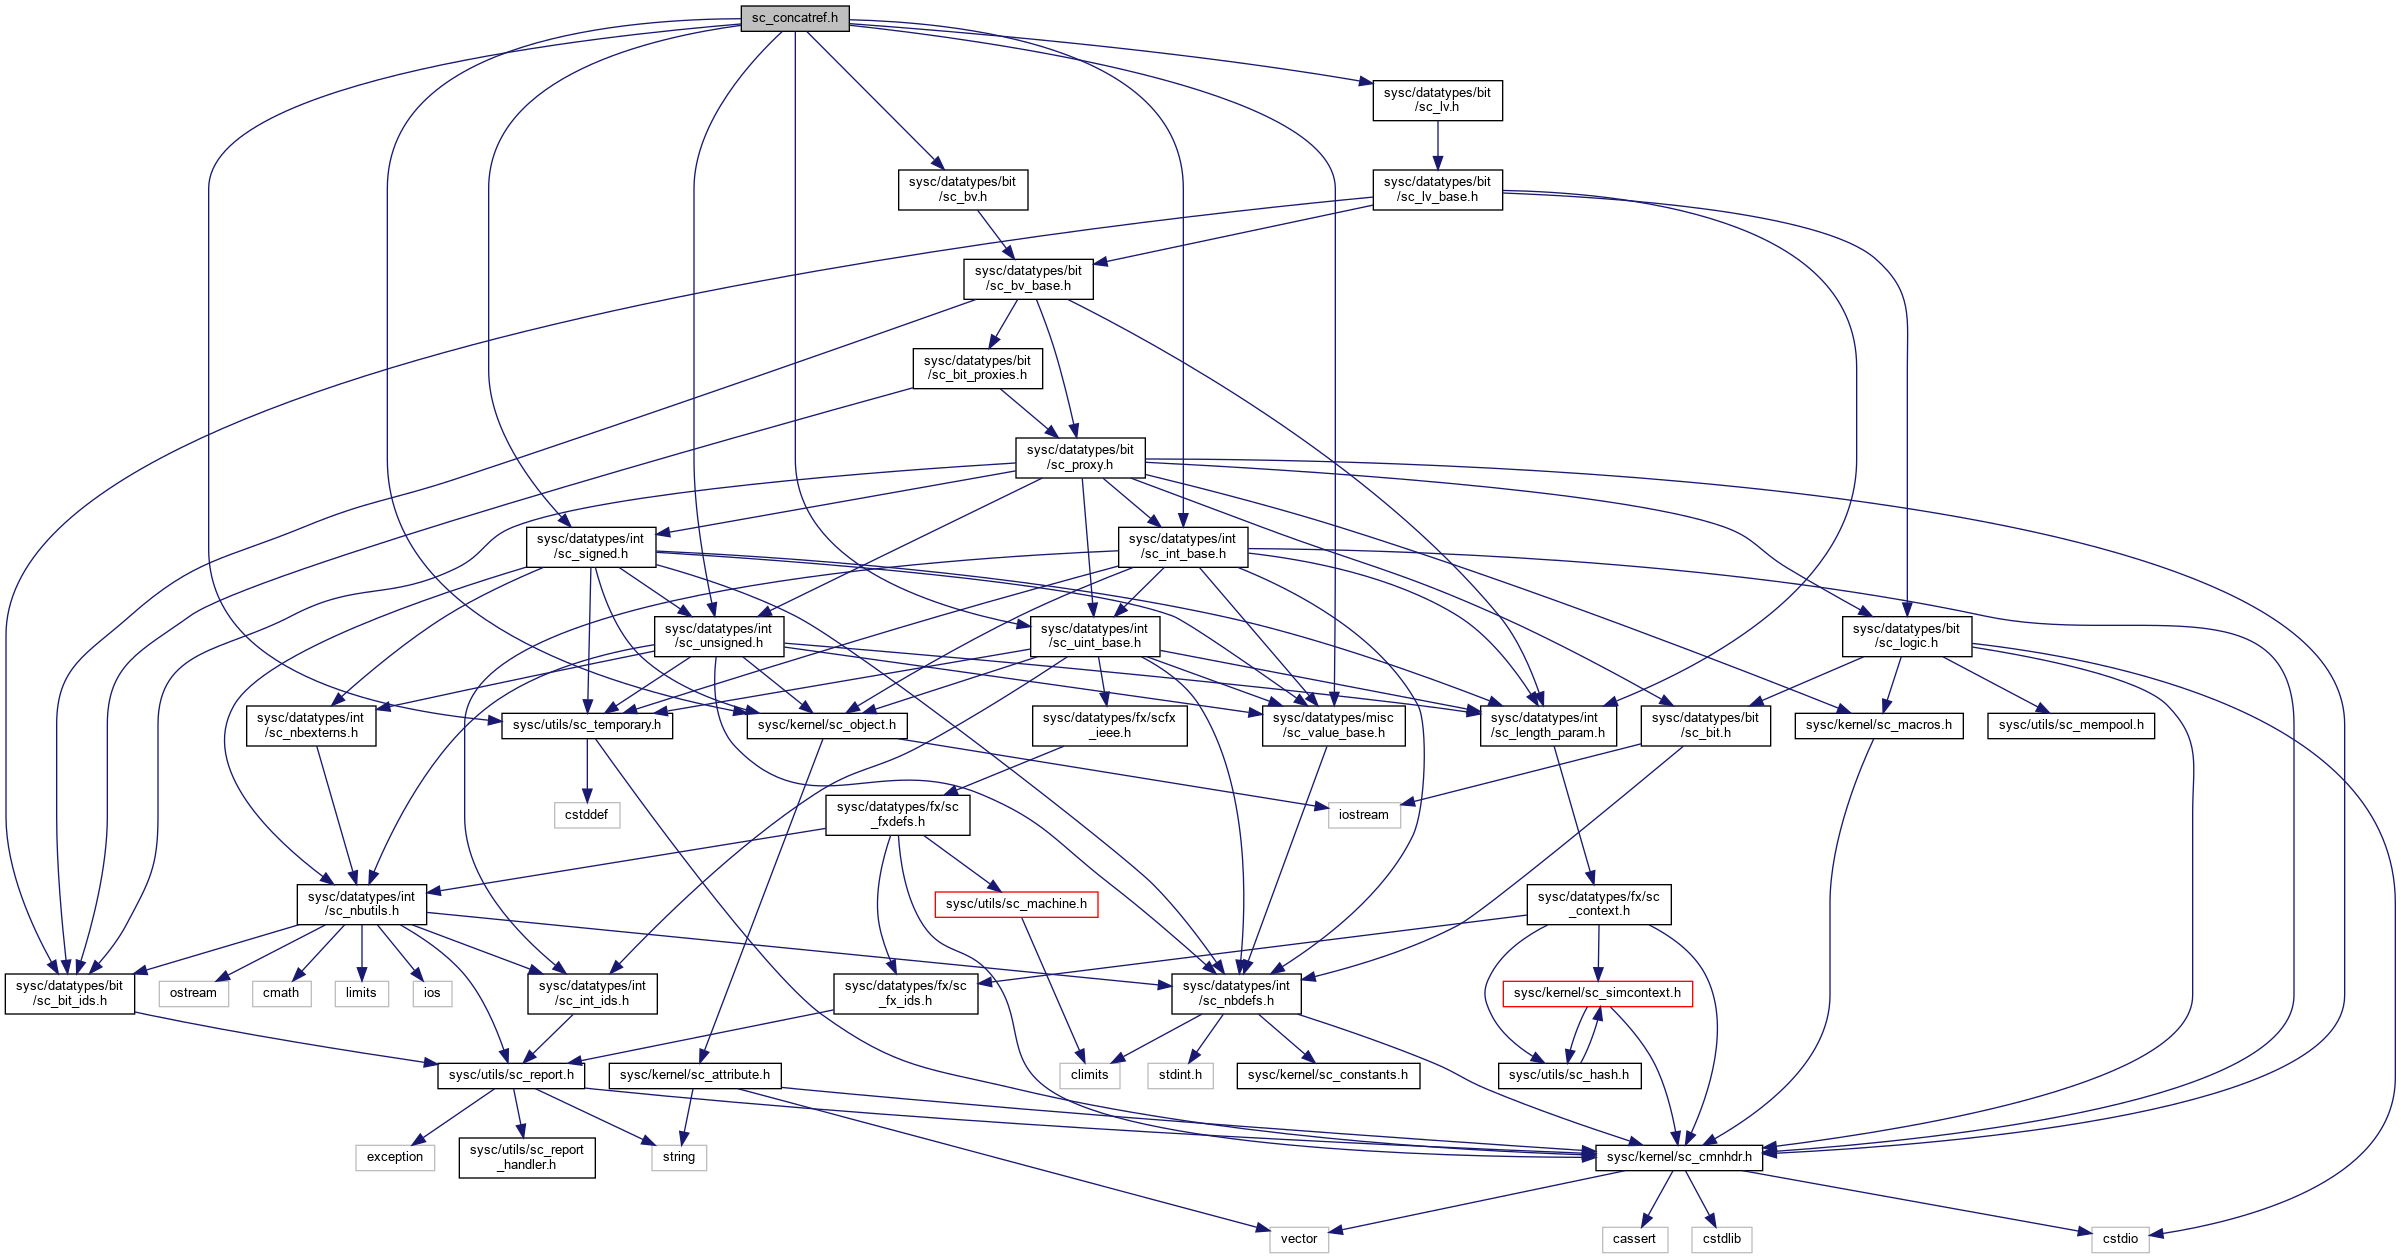 sc_concatref.h
sysc/datatypes/bit
/sc_lv.h
sysc/datatypes/bit
/sc_bv.h
sysc/datatypes/bit
/sc_lv_base.h
sysc/datatypes/bit
/sc_bv_base.h
sysc/datatypes/bit
/sc_bit_proxies.h
sysc/datatypes/bit
/sc_proxy.h
sysc/datatypes/int
/sc_signed.h
sysc/datatypes/int
/sc_int_base.h
sysc/datatypes/int
/sc_unsigned.h
sysc/datatypes/int
/sc_uint_base.h
sysc/datatypes/bit
/sc_logic.h
sysc/datatypes/int
/sc_nbexterns.h
sysc/utils/sc_temporary.h
sysc/kernel/sc_object.h
sysc/datatypes/fx/scfx
_ieee.h
sysc/datatypes/misc
/sc_value_base.h
sysc/datatypes/int
/sc_length_param.h
sysc/datatypes/bit
/sc_bit.h
sysc/kernel/sc_macros.h
sysc/utils/sc_mempool.h
cstddef
sysc/datatypes/fx/sc
_fxdefs.h
iostream
sysc/datatypes/int
/sc_nbutils.h
sysc/utils/sc_machine.h
sysc/datatypes/fx/sc
_context.h
sysc/datatypes/bit
/sc_bit_ids.h
ostream
cmath
limits
ios
sysc/datatypes/int
/sc_int_ids.h
sysc/datatypes/fx/sc
_fx_ids.h
sysc/datatypes/int
/sc_nbdefs.h
sysc/kernel/sc_simcontext.h
sysc/utils/sc_report.h
sysc/kernel/sc_attribute.h
climits
stdint.h
sysc/kernel/sc_constants.h
sysc/utils/sc_hash.h
exception
sysc/utils/sc_report
_handler.h
string
sysc/kernel/sc_cmnhdr.h
vector
cassert
cstdlib
cstdio